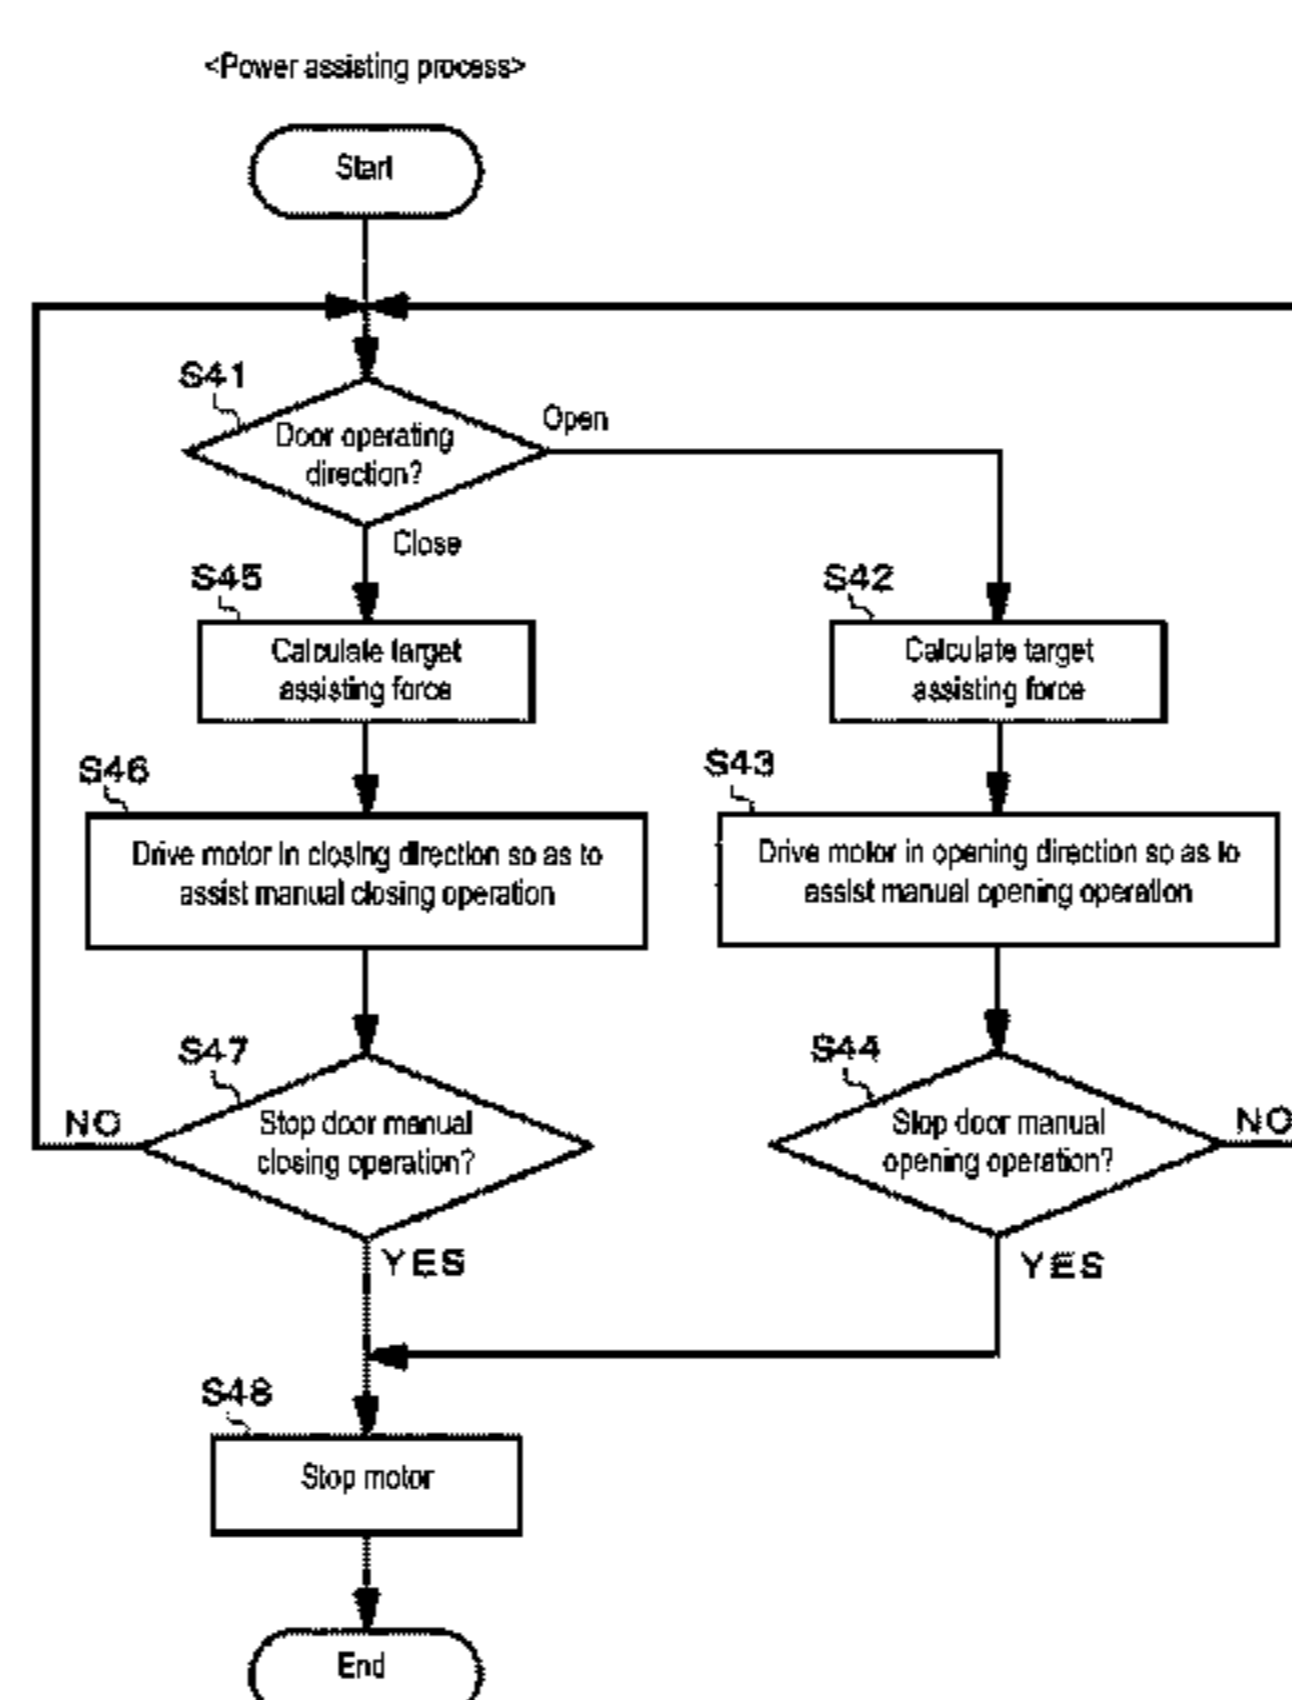 <Power assisting process>
Start
S41
Door operating
direction?
Open
Close
S45
Calculate target
assisting force
S42
Calculate target
assisting force
S46
Drive motor in closing direction so as to
assist manual closing operation
S43
Drive motor in opening direction so as to
assist manual opening operation
S47
Stop door manual
closing operation?
NO
YES
S44
Stop door manual
opening operation?
NO
YES
S48
Stop motor
End